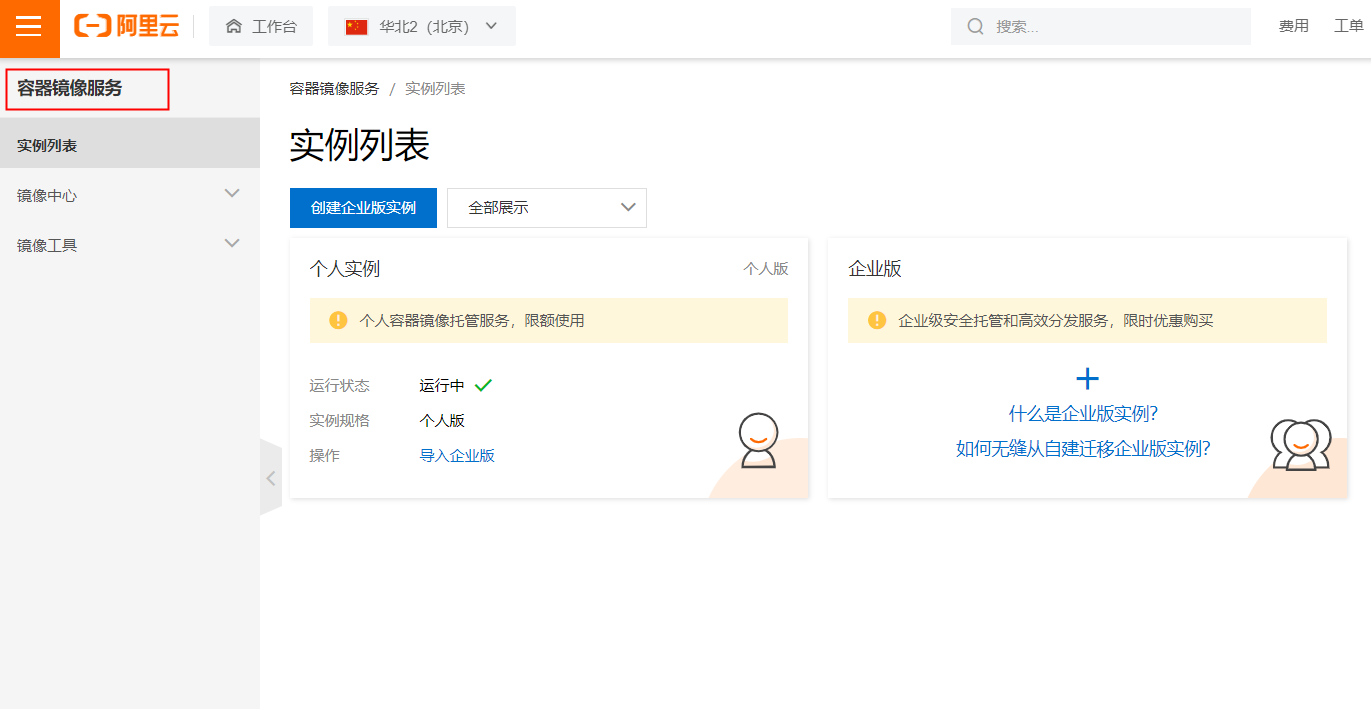 阿里云 工作台 华北2（北京） 搜索... 费用 工单
容器镜像服务
实例列表
镜像中心
镜像工具
容器镜像服务 / 实例列表
实例列表
创建企业版实例 全部展示
个人实例 个人版
个人容器镜像托管服务，限额使用
运行状态 运行中
实例规格 个人版
操作 导入企业版
企业版
企业级安全托管和高效分发服务，限时优惠购买
什么是企业版实例?
如何无缝从自建迁移企业版实例?